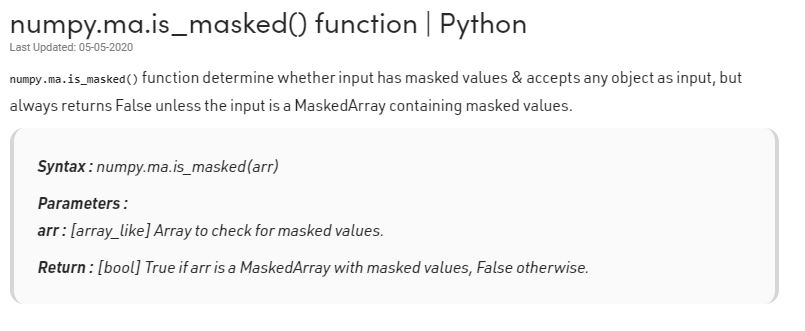 numpy.ma.is_masked() function | Python
Last Updated: 05-05-2020
numpy.ma.is_masked() function determine whether input has masked values & accepts any object as input, but
always returns False unless the input is a MaskedArray containing masked values.
Syntax : numpy.ma.is_masked(arr)
Parameters :
arr : [array_like] Array to check for masked values.
Return : [bool] True if arr is a MaskedArray with masked values, False otherwise.